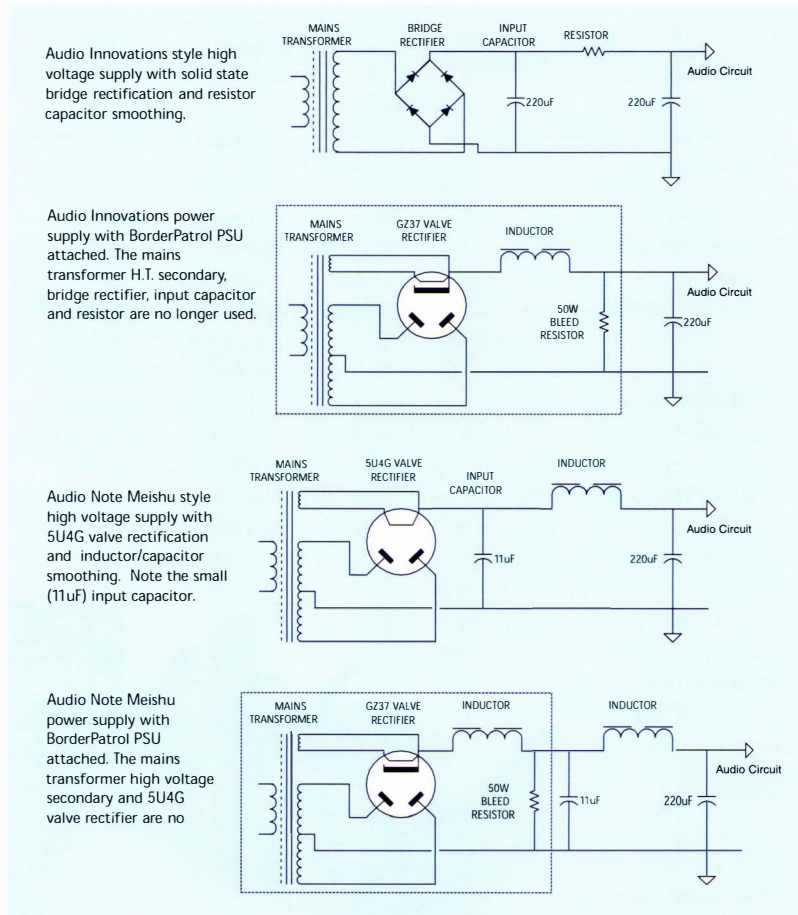 Audio Innovations style high
voltage supply with solid state
bridge rectification and resistor
capacitor smoothing.
MAINS
TRANSFORMER
BRIDGE
RECTIFIER
INPUT
CAPACITOR
RESISTOR
Audio Circuit
220uF
220uF
Audio Innovations power
supply with BorderPatrol PSU
attached. The mains
transformer H.T. secondary,
bridge rectifier, input capacitor
and resistor are no longer used.
MAINS
TRANSFORMER
GZ37 VALVE
RECTIFIER
INDUCTOR
Audio Circuit
50W
BLEED
RESISTOR
220uF
Audio Note Meishu style
high voltage supply with
5U4G valve rectification
and inductor/capacitor
smoothing. Note the small
(11uF) input capacitor.
MAINS
TRANSFORMER
5U4G VALVE
RECTIFIER
INPUT
CAPACITOR
INDUCTOR
Audio Circuit
11uF
220uF
Audio Note Meishu
power supply with
BorderPatrol PSU
attached. The mains
transformer high voltage
secondary and 5U4G
valve rectifier are no
MAINS
TRANSFORMER
GZ37 VALVE
RECTIFIER
INDUCTOR
INDUCTOR
Audio Circuit
50W
BLEED
RESISTOR
11uF
220uF